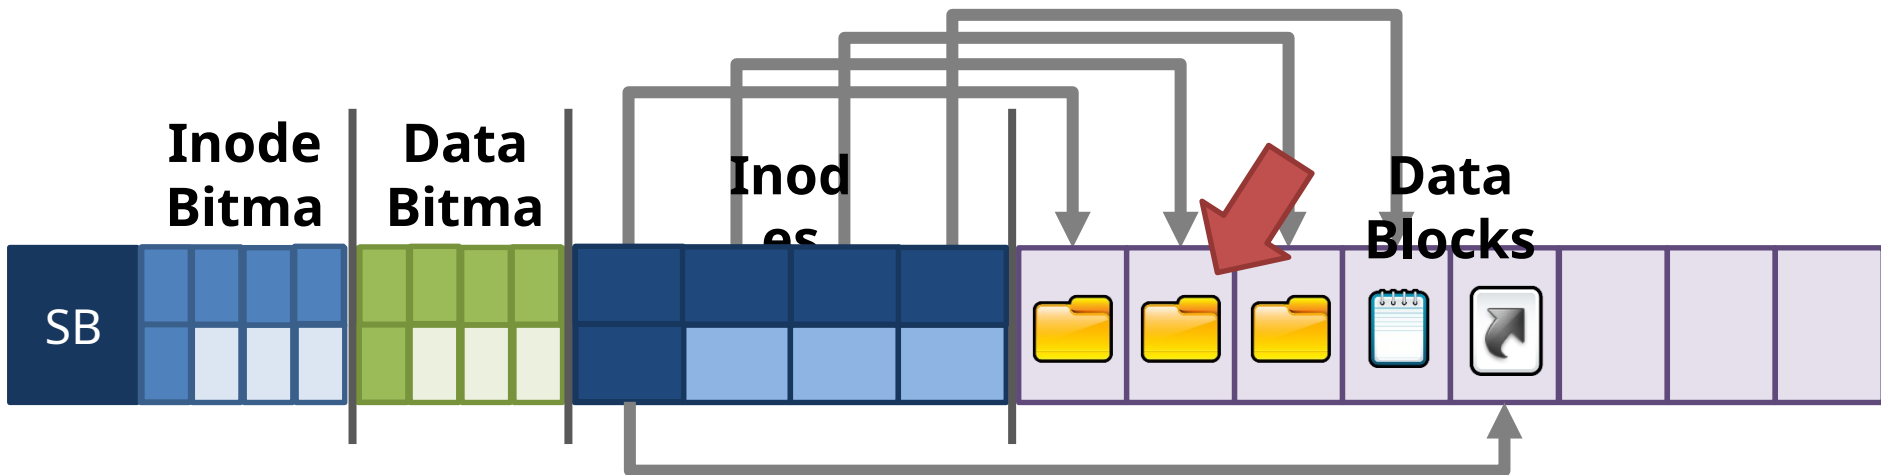 Inode
Bitma
Data
Bitma
Inod
es
Data
Blocks
SB